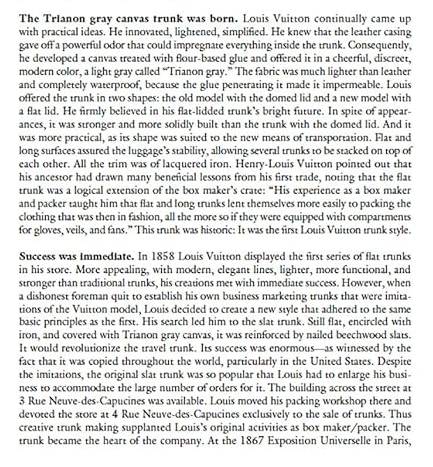 The Trianon gray canvas trunk was born. Louis Vuitton continually came up
with practical ideas. He innovated, lightened, simplified. He knew that the leather casing
gave off a powerful odor that could impregnate everything inside the trunk. Consequently,
he developed a canvas treated with flour-based glue and offered it in a cheerful, discreet,
modern color, a light gray called “Trianon gray.” The fabric was much lighter than leather
and completely waterproof, because the glue penetrating it made it impermeable. Louis
offered the trunk in two shapes: the old model with the domed lid and a new model with
a flat lid. He firmly believed in his flat-lidded trunk's bright future. In spite of appear-
ances, it was stronger and more solidly built than the trunk with the domed lid. And it
was more practical, as its shape was suited to the new means of transportation. Flat and
long surfaces assured the luggage's stability, allowing several trunks to be stacked on top of
each other. All the trim was of lacquered iron. Henry-Louis Vuitton pointed out that
his ancestor had drawn many beneficial lessons from his first trade, noting that the flat
trunk was a logical extension of the box maker's crate: “His experience as a box maker
and packer taught him that flat and long trunks lent themselves more easily to packing the
clothing that was then in fashion, all the more so if they were equipped with compartments
for gloves, veils, and fans.” This trunk was historic: It was the first Louis Vuitton trunk style.
Success was immediate. In 1858 Louis Vuitton displayed the first series of flat trunks
in his store. More appealing, with modern, elegant lines, lighter, more functional, and
stronger than traditional trunks, his creations met with immediate success. However, when
a dishonest foreman quit to establish his own business marketing trunks that were imita-
tions of the Vuitton model, Louis decided to create a new style that adhered to the same
basic principles as the first. His search led him to the slat trunk. Still flat, encircled with
iron, and covered with Trianon gray canvas, it was reinforced by nailed beechwood slats.
It would revolutionize the travel trunk. Its success was enormous—as witnessed by the
fact that it was copied throughout the world, particularly in the United States. Despite
the imitations, the original slat trunk was so popular that Louis had to enlarge his busi-
ness to accommodate the large number of orders for it. The building across the street at
3 Rue Neuve-des-Capucines was available. Louis moved his packing workshop there and
devoted the store at 4 Rue Neuve-des-Capucines exclusively to the sale of trunks. Thus
creative trunk making supplanted Louis's original activities as box maker/packer. The
trunk became the heart of the company. At the 1867 Exposition Universelle in Paris,